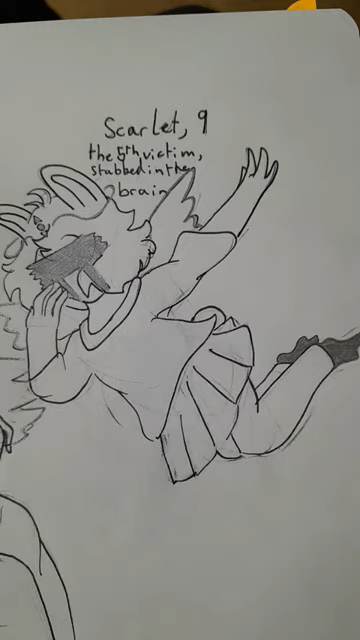 Scarlet, 9
the 5th victim,
stabbed in the
brain